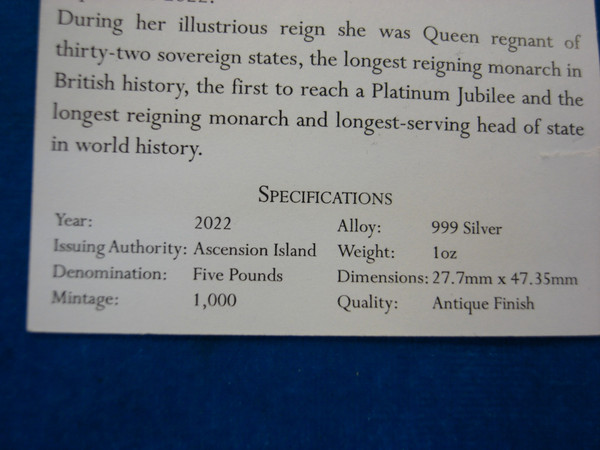 2022.
During her illustrious reign she was Queen regnant of
thirty-two sovereign states, the longest reigning monarch in
British history, the first to reach a Platinum Jubilee and the
longest reigning monarch and longest-serving head of state
in world history.
SPECIFICATIONS
Year: 2022 Alloy: 999 Silver
Issuing Authority: Ascension Island Weight: 1oz
Denomination: Five Pounds Dimensions: 27.7mm x 47.35mm
Mintage: 1,000 Quality: Antique Finish